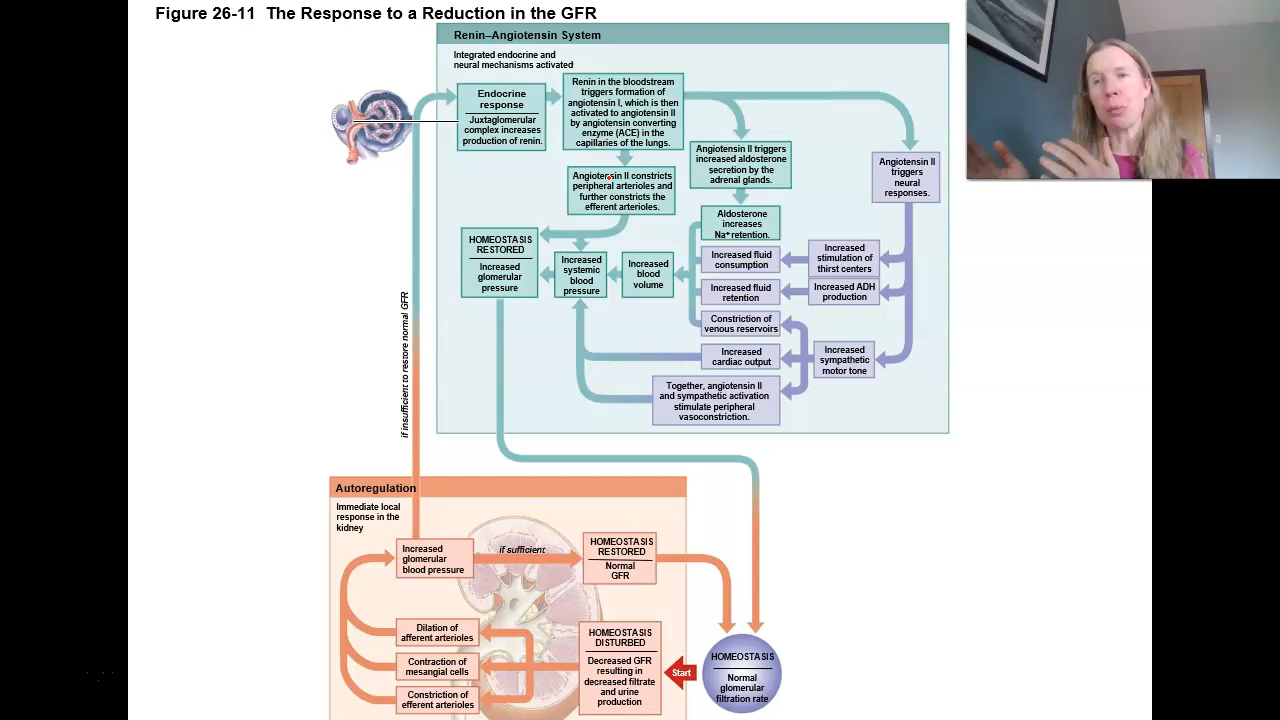 Figure 26-11 The Response to a Reduction in the GFR
Renin–Angiotensin System
Integrated endocrine and
neural mechanisms activated
Endocrine
response
Juxtaglomerular
complex increases
production of renin.
Renin in the bloodstream
triggers formation of
angiotensin I, which is then
activated to angiotensin II
by angiotensin converting
enzyme (ACE) in the
capillaries of the lungs.
Angiotensin II constricts
peripheral arterioles and
further constricts the
efferent arterioles.
Angiotensin II triggers
increased aldosterone
secretion by the
adrenal glands.
Angiotensin II
triggers
neural
responses.
Aldosterone
increases
Na+ retention.
HOMEOSTASIS
RESTORED
Increased
glomerular
pressure
Increased
systemic
blood
pressure
Increased
blood
volume
Increased fluid
consumption
Increased
stimulation of
thirst centers
Increased fluid
retention
Increased ADH
production
Constriction of
venous reservoirs
Increased
cardiac output
Increased
sympathetic
motor tone
Together, angiotensin II
and sympathetic activation
stimulate peripheral
vasoconstriction.
if insufficient to restore normal GFR
Autoregulation
Immediate local
response in the
kidney
Increased
glomerular
blood pressure
if sufficient
HOMEOSTASIS
RESTORED
Normal
GFR
Dilation of
afferent arterioles
Contraction of
mesangial cells
Constriction of
efferent arterioles
HOMEOSTASIS
DISTURBED
Decreased GFR
resulting in
decreased filtrate
and urine
production
Start
HOMEOSTASIS
Normal
glomerular
filtration rate